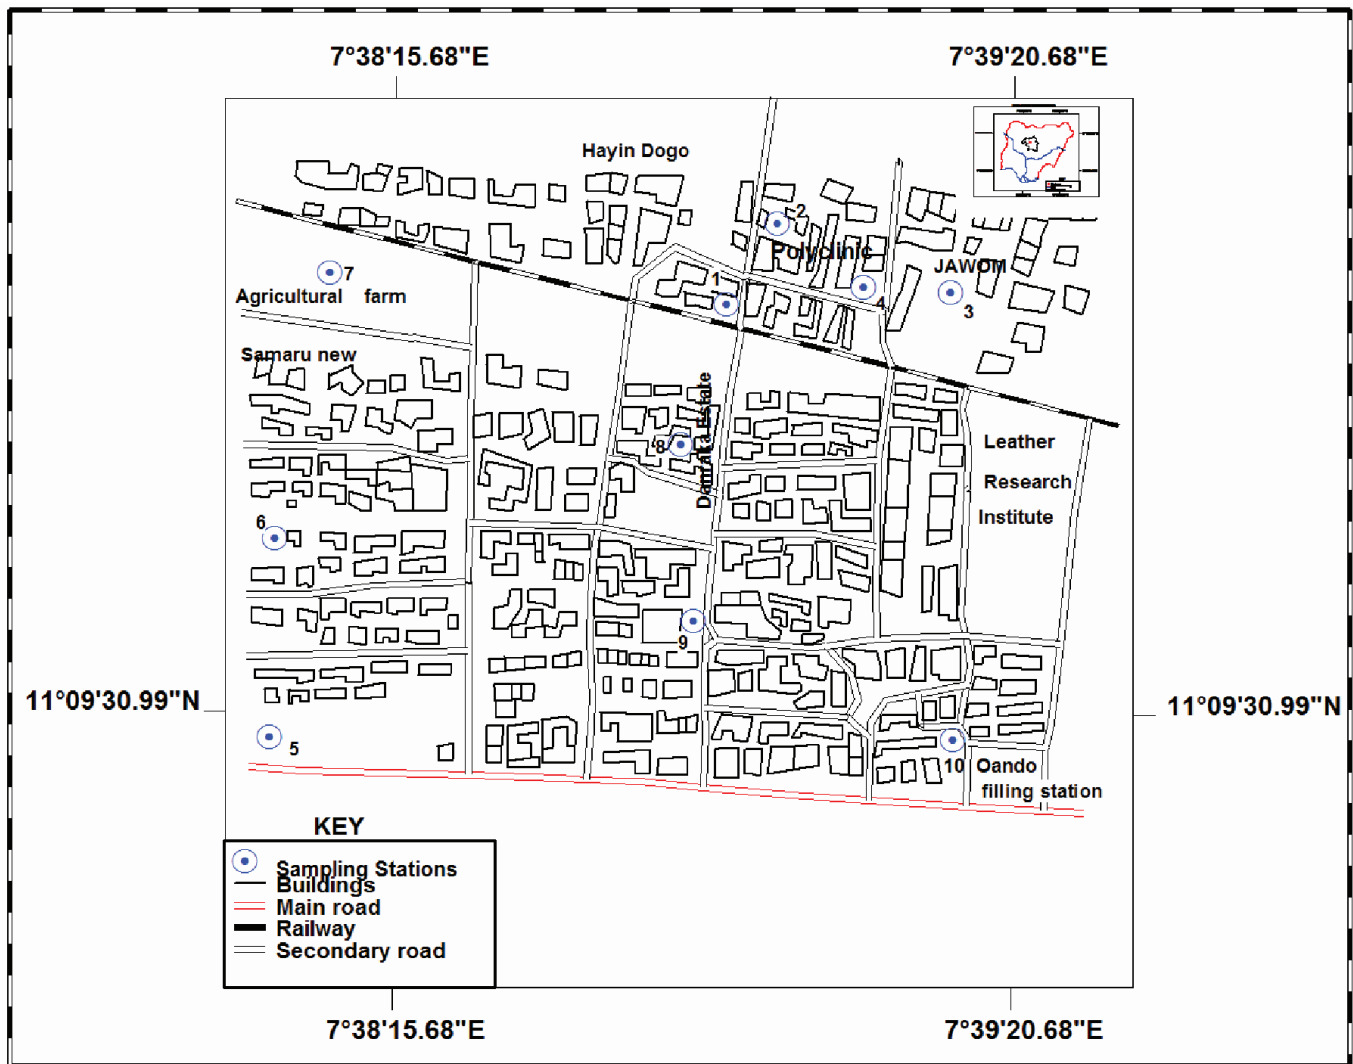 7°38'15.68"E
7°39'20.68"E
Hayin Dogo
2
Polyclinic
JAWOM
7
1
4
3
Agricultural farm
Samaru new
Leather
8
Research
Institute
6
9
11°09'30.99"N
11°09'30.99"N
5
10 Oando
filling station
KEY
Sampling Stations
Buildings
Main road
Railway
Secondary road
7°38'15.68"E
7°39'20.68"E